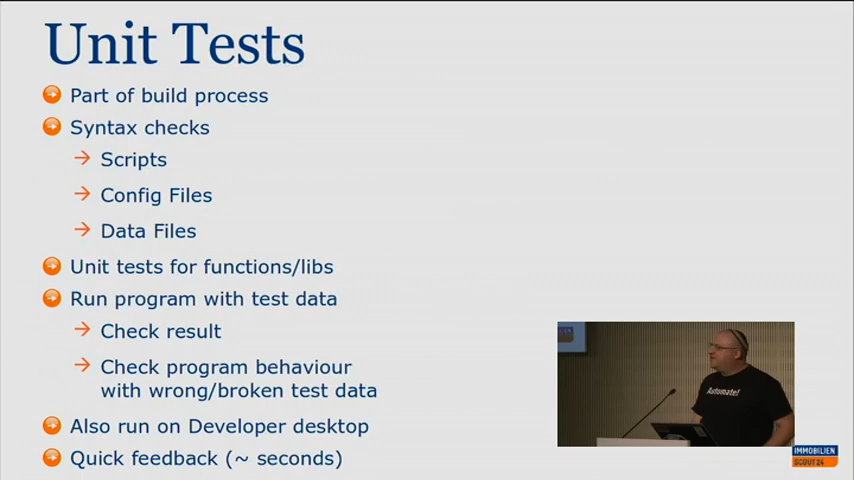 Unit Tests
Part of build process
Syntax checks
Scripts
Config Files
Data Files
Unit tests for functions/libs
Run program with test data
Check result
Check program behaviour
with wrong/broken test data
Also run on Developer desktop
Quick feedback (~ seconds)
Automate!
IMMOBILIEN
SCOUT24